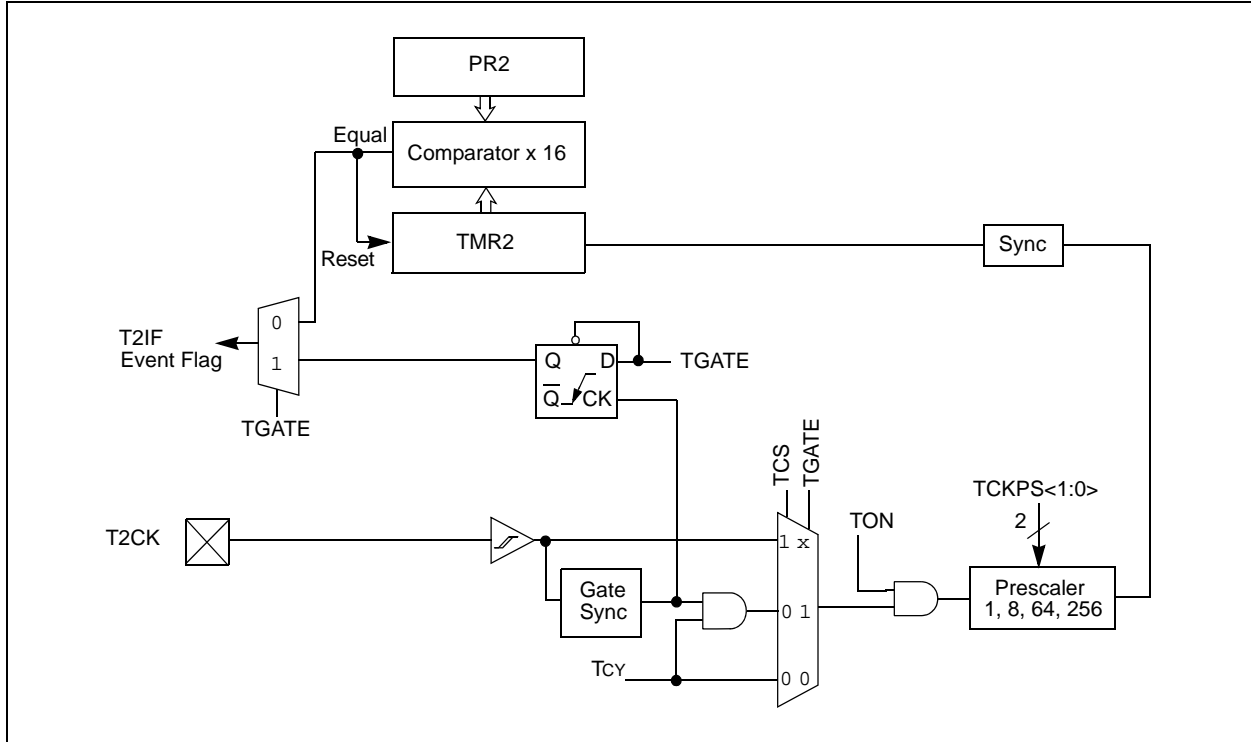 PR2
Equal
Comparator x 16
Reset
TMR2
Sync
T2IF
Event Flag
0
1
TGATE
Q
D
TGATE
Q̅
CK
TCS
TGATE
TCKPS<1:0>
2
T2CK
1 x
TON
Prescaler
1, 8, 64, 256
Gate
Sync
0 1
TCY
0 0